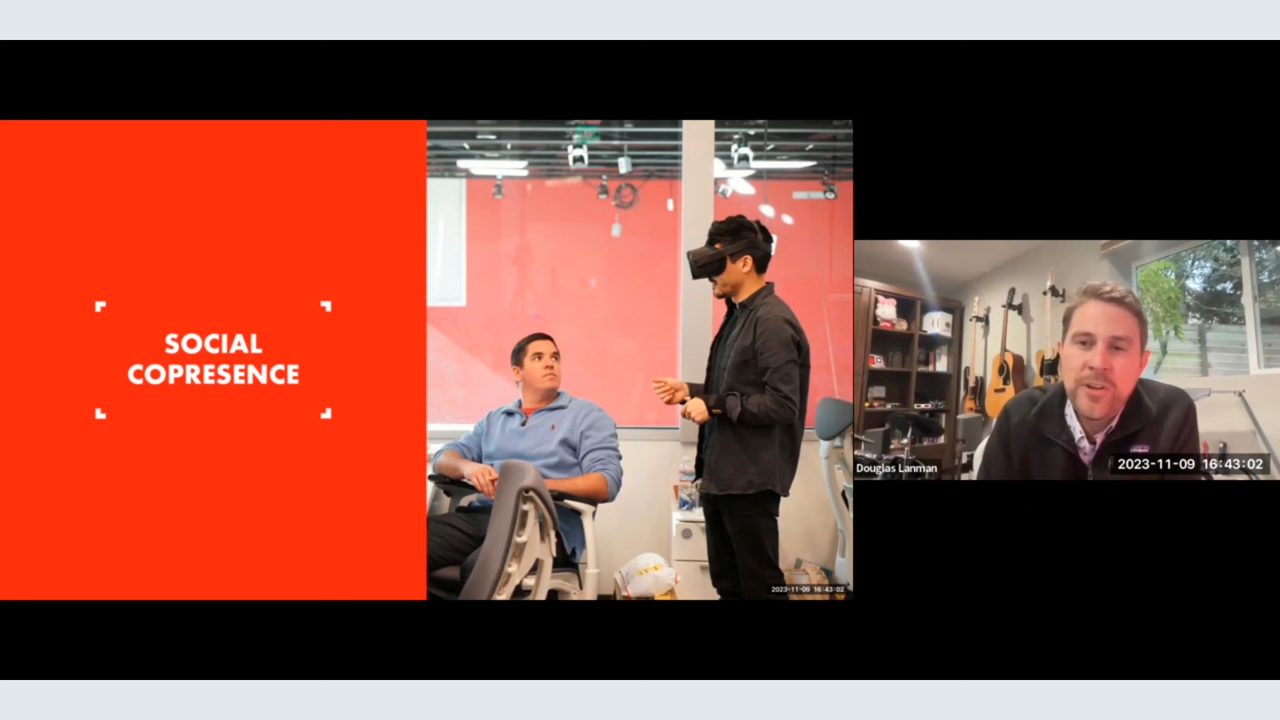 SOCIAL
COPRESENCE
2023-11-09 16:43:02
Douglas Lanman
2023-11-09 16:43:02